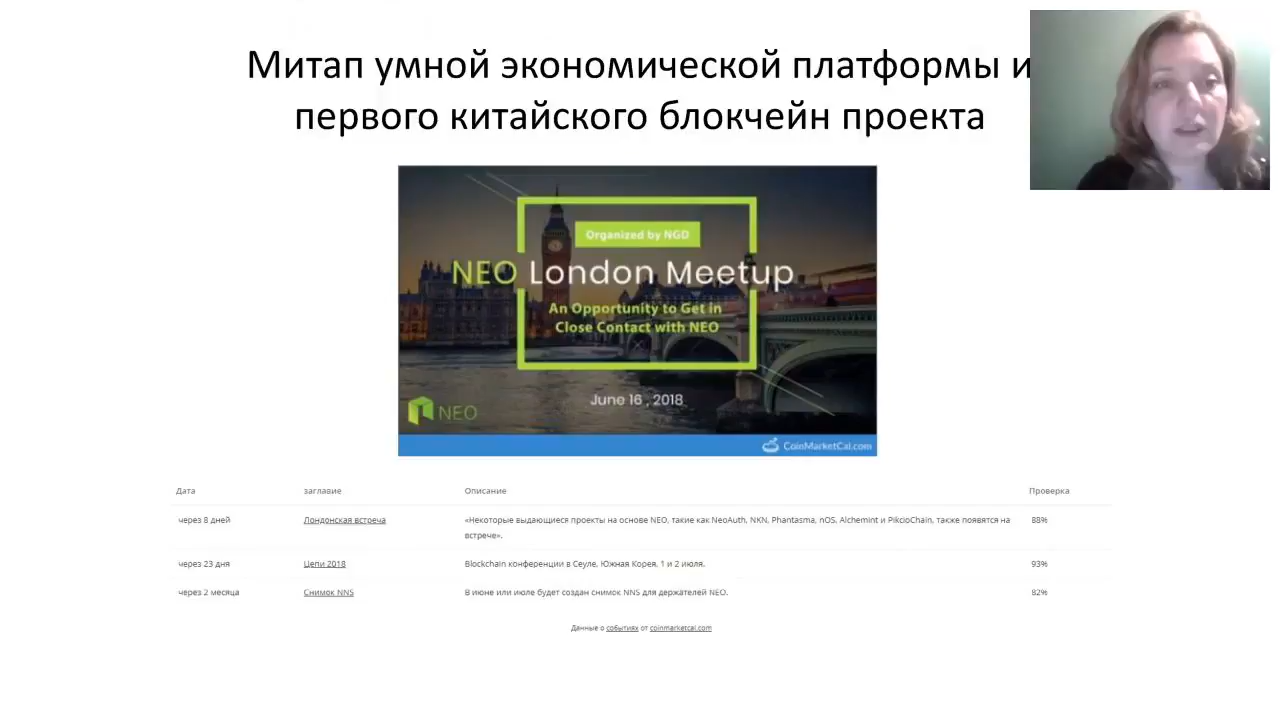 Митап умной экономической платформы и
первого китайского блокчейн проекта
Organized by NGD
NEO London Meetup
An Opportunity to Get in
Close Contact with NEO
June 16 , 2018
NEO
CoinMarketCal.com
Дата заглавие Описание Проверка
через 8 дней Лондонская встреча «Некоторые выдающиеся проекты на основе NEO, такие как NeoAuth, NKN, Phantasma, nOS, Alchemint и PikcioChain, также появятся на 88%
встрече».
через 23 дня Цепи 2018 Blockchain конференции в Сеуле, Южная Корея, 1 и 2 июля. 93%
через 2 месяца Снимок NNS В июне или июле будет создан снимок NNS для держателей NEO. 82%
Данные о событиях от coinmarketcal.com